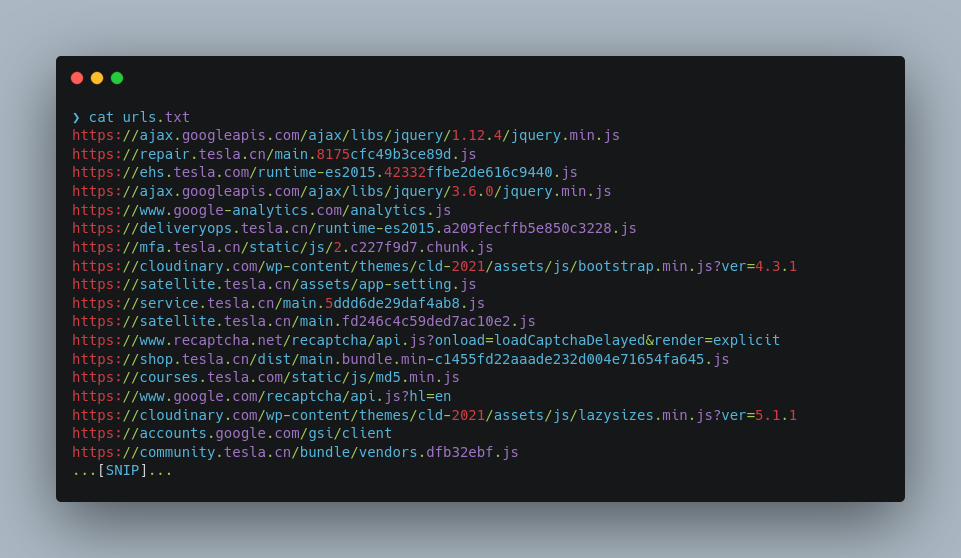 ❯ cat urls.txt
https://ajax.googleapis.com/ajax/libs/jquery/1.12.4/jquery.min.js
https://repair.tesla.cn/main.8175cfc49b3ce89d.js
https://ehs.tesla.com/runtime-es2015.42332ffbe2de616c9440.js
https://ajax.googleapis.com/ajax/libs/jquery/3.6.0/jquery.min.js
https://www.google-analytics.com/analytics.js
https://deliveryops.tesla.cn/runtime-es2015.a209fecffb5e850c3228.js
https://mfa.tesla.cn/static/js/2.c227f9d7.chunk.js
https://cloudinary.com/wp-content/themes/cld-2021/assets/js/bootstrap.min.js?ver=4.3.1
https://satellite.tesla.cn/assets/app-setting.js
https://service.tesla.cn/main.5ddd6de29daf4ab8.js
https://satellite.tesla.cn/main.fd246c4c59ded7ac10e2.js
https://www.recaptcha.net/recaptcha/api.js?onload=loadCaptchaDelayed&render=explicit
https://shop.tesla.cn/dist/main.bundle.min-c1455fd22aaade232d004e71654fa645.js
https://courses.tesla.com/static/js/md5.min.js
https://www.google.com/recaptcha/api.js?hl=en
https://cloudinary.com/wp-content/themes/cld-2021/assets/js/lazysizes.min.js?ver=5.1.1
https://accounts.google.com/gsi/client
https://community.tesla.cn/bundle/vendors.dfb32ebf.js
...[SNIP]...